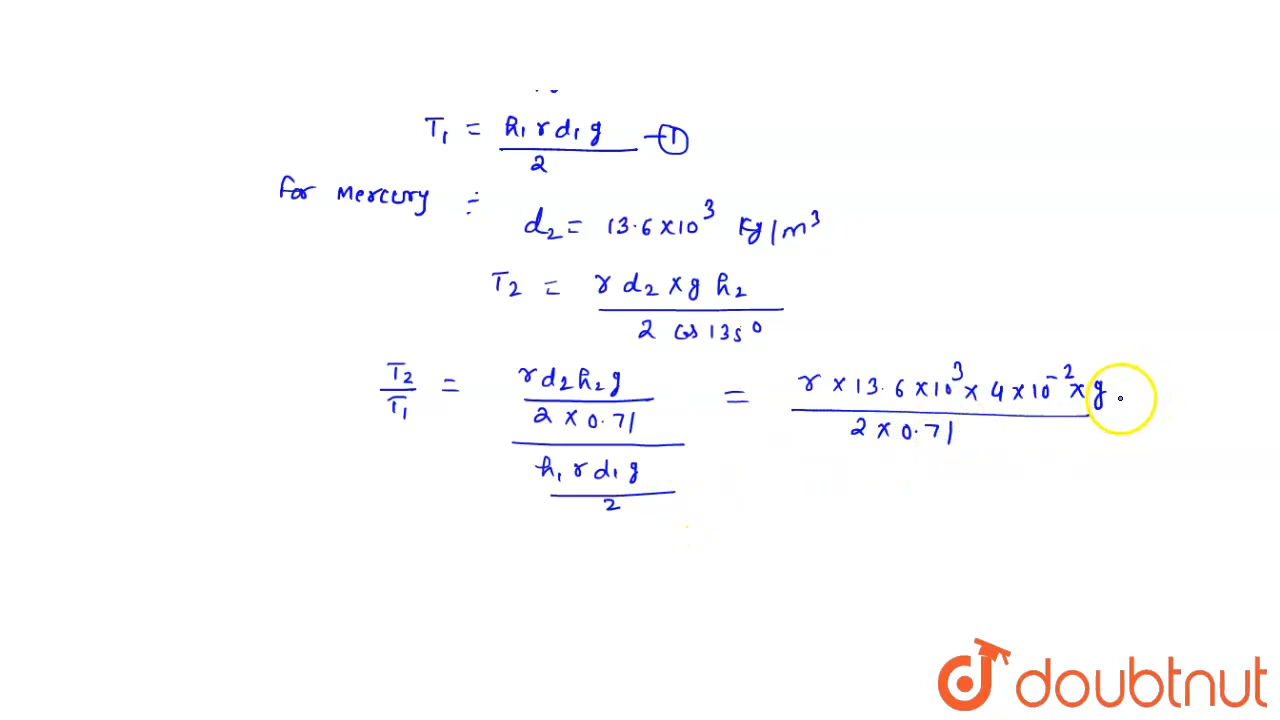 T₁ = h₁ r d₁ g / 2 —①
for Mercury :
d₂ = 13.6 × 10³ Kg/m³
T₂ = r d₂ × g h₂ / 2 cos 135°
T₂ / T₁ = (r d₂ h₂ g / 2 × 0.71) / (h₁ r d₁ g / 2) = r × 13.6 × 10³ × 4 × 10⁻² × g / 2 × 0.71
doubtnut